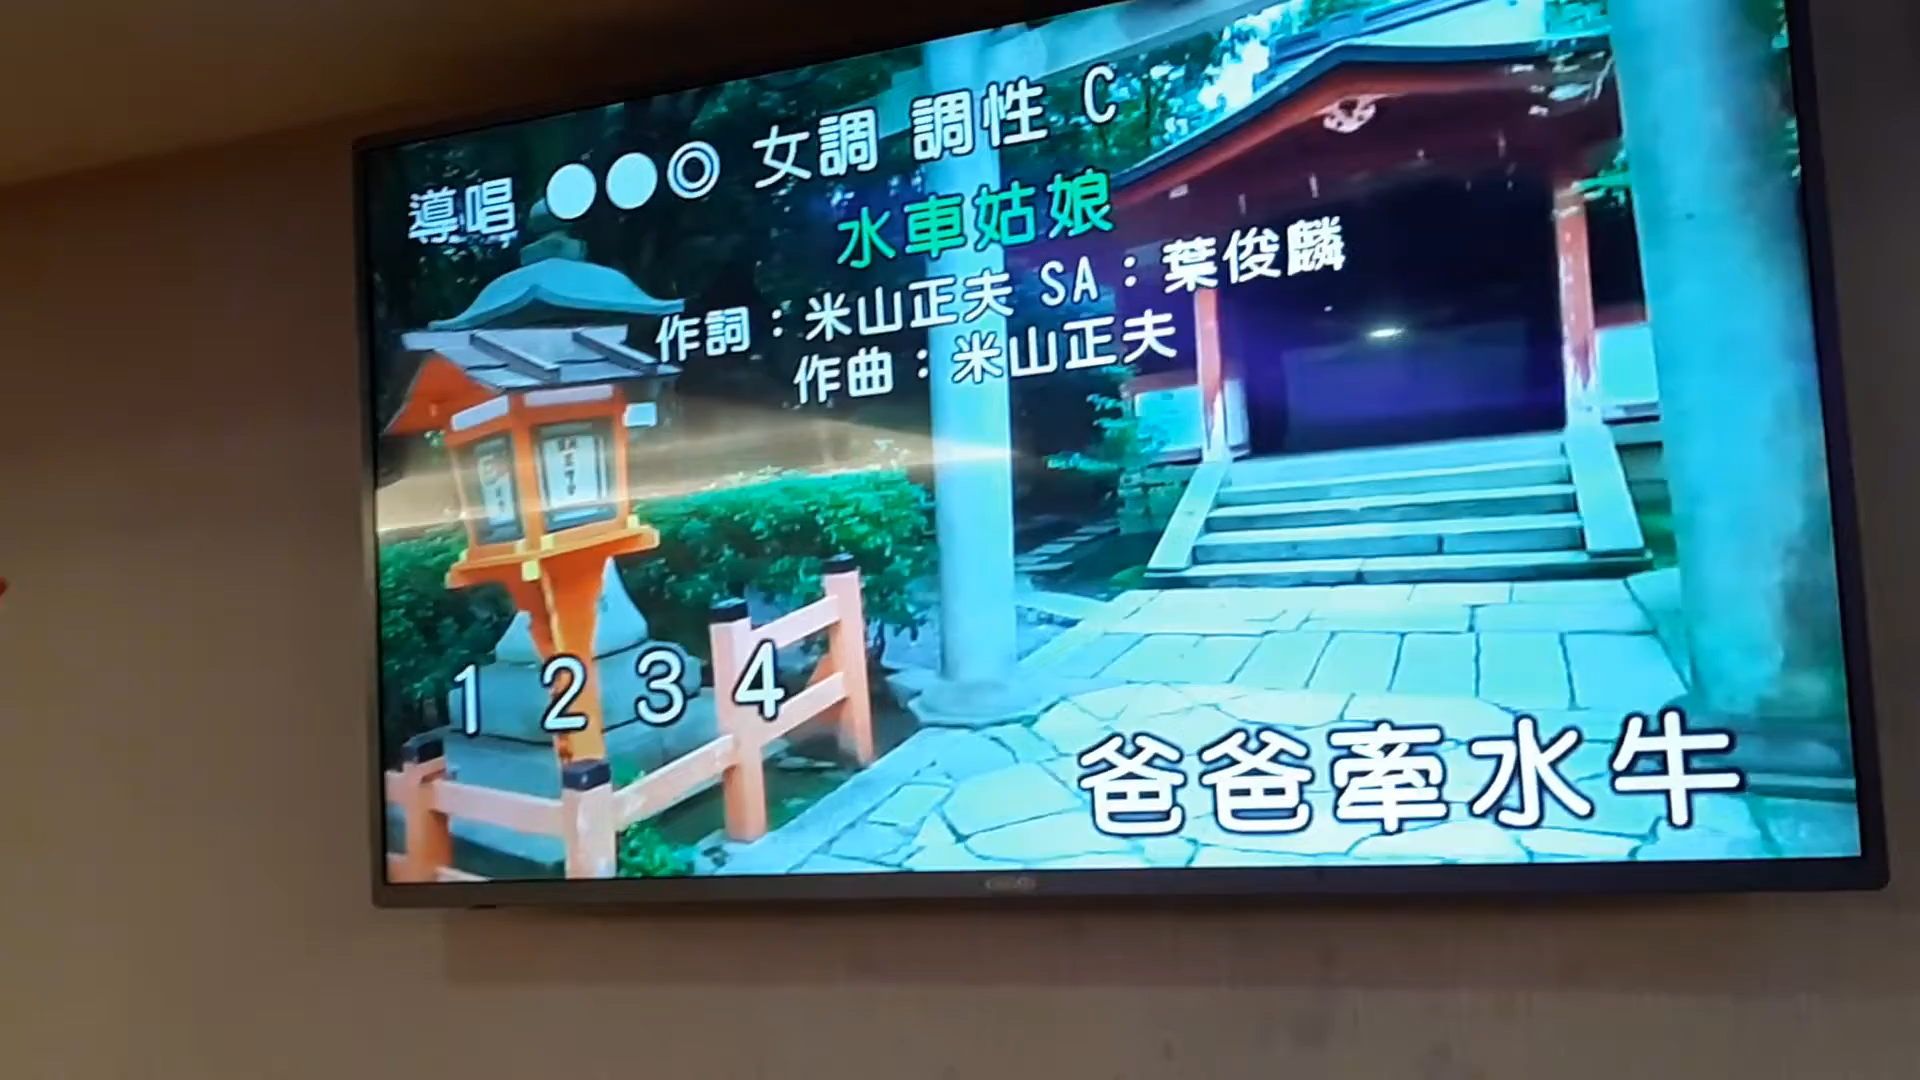 導唱 ●●◎ 女調 調性 C
水車姑娘
作詞：米山正夫 SA：葉俊麟
作曲：米山正夫
1 2 3 4
爸爸牽水牛